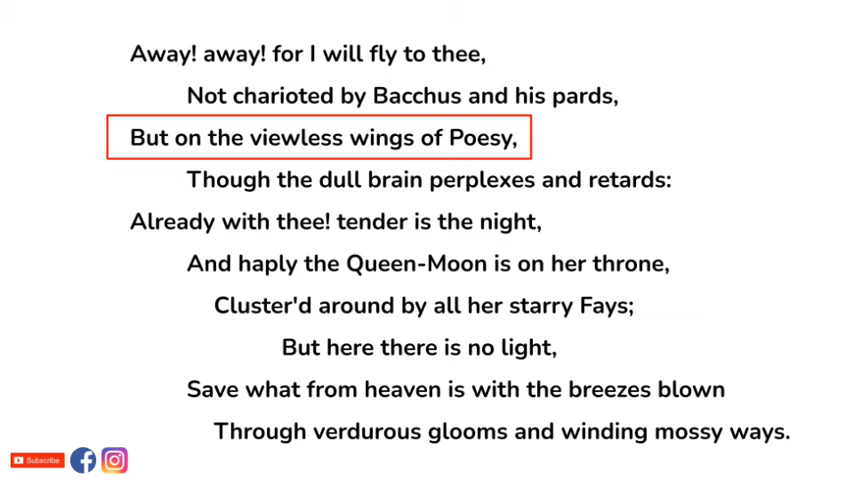 Away! away! for I will fly to thee,
Not charioted by Bacchus and his pards,
But on the viewless wings of Poesy,
Though the dull brain perplexes and retards:
Already with thee! tender is the night,
And haply the Queen-Moon is on her throne,
Cluster'd around by all her starry Fays;
But here there is no light,
Save what from heaven is with the breezes blown
Through verdurous glooms and winding mossy ways.
Subscribe